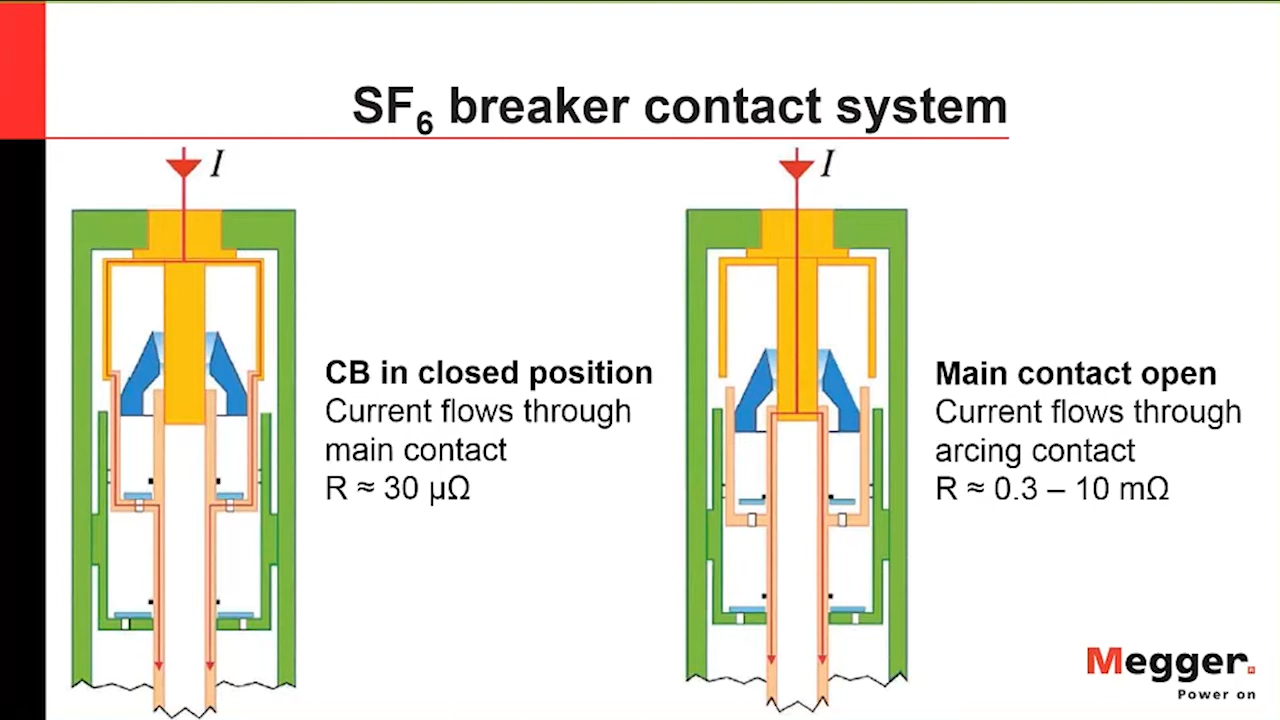 SF₆ breaker contact system
I
I
CB in closed position
Current flows through
main contact
R ≈ 30 µΩ
Main contact open
Current flows through
arcing contact
R ≈ 0.3 – 10 mΩ
Megger
Power on